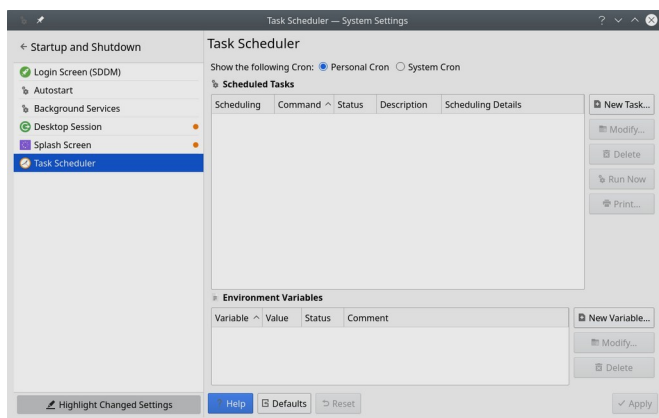 Task Scheduler — System Settings
Startup and Shutdown
Login Screen (SDDM)
Autostart
Background Services
Desktop Session
Splash Screen
Task Scheduler
Highlight Changed Settings
Task Scheduler
Show the following Cron: Personal Cron System Cron
Scheduled Tasks
Scheduling Command Status Description Scheduling Details
New Task...
Modify...
Delete
Run Now
Print...
Environment Variables
Variable Value Status Comment
New Variable...
Modify...
Delete
Help Defaults Reset Apply